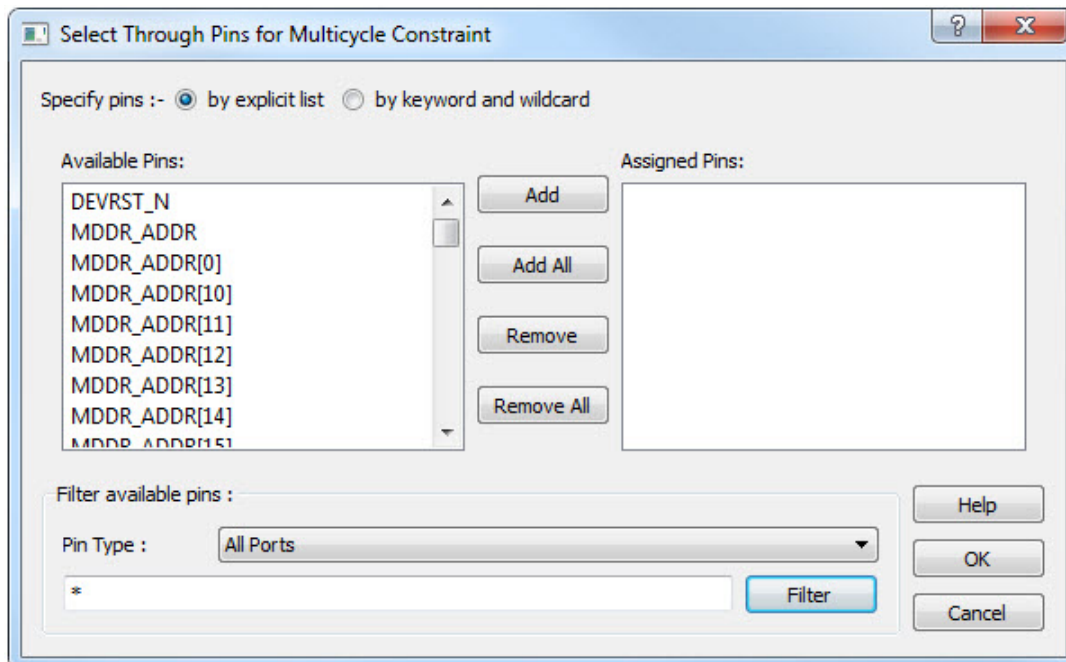 Select Through Pins for Multicycle Constraint
Specify pins :- by explicit list by keyword and wildcard
Available Pins:
DEVRST_N
MDDR_ADDR
MDDR_ADDR[0]
MDDR_ADDR[10]
MDDR_ADDR[11]
MDDR_ADDR[12]
MDDR_ADDR[13]
MDDR_ADDR[14]
MDDR_ADDR[15]
Add
Add All
Remove
Remove All
Assigned Pins:
Filter available pins :
Pin Type : All Ports
*
Filter
Help
OK
Cancel